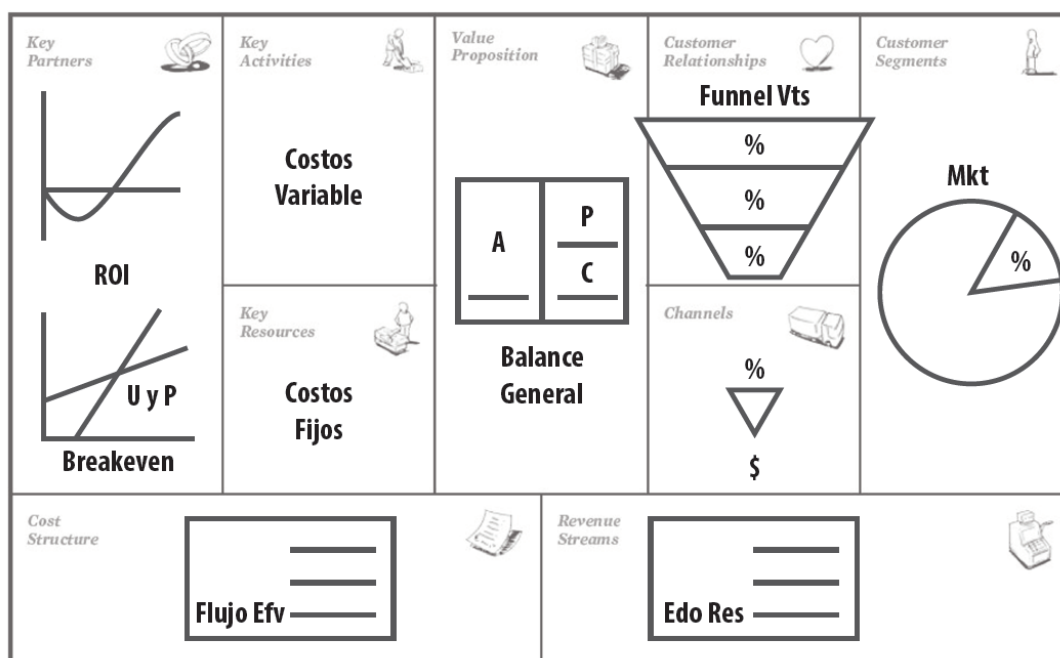 Key
Partners
ROI
U y P
Breakeven
Key
Activities
Costos
Variable
Key
Resources
Costos
Fijos
Value
Proposition
A
P
C
Balance
General
Customer
Relationships
Funnel Vts
%
%
%
Channels
%
$
Customer
Segments
Mkt
%
Cost
Structure
Flujo Efv
Revenue
Streams
Edo Res